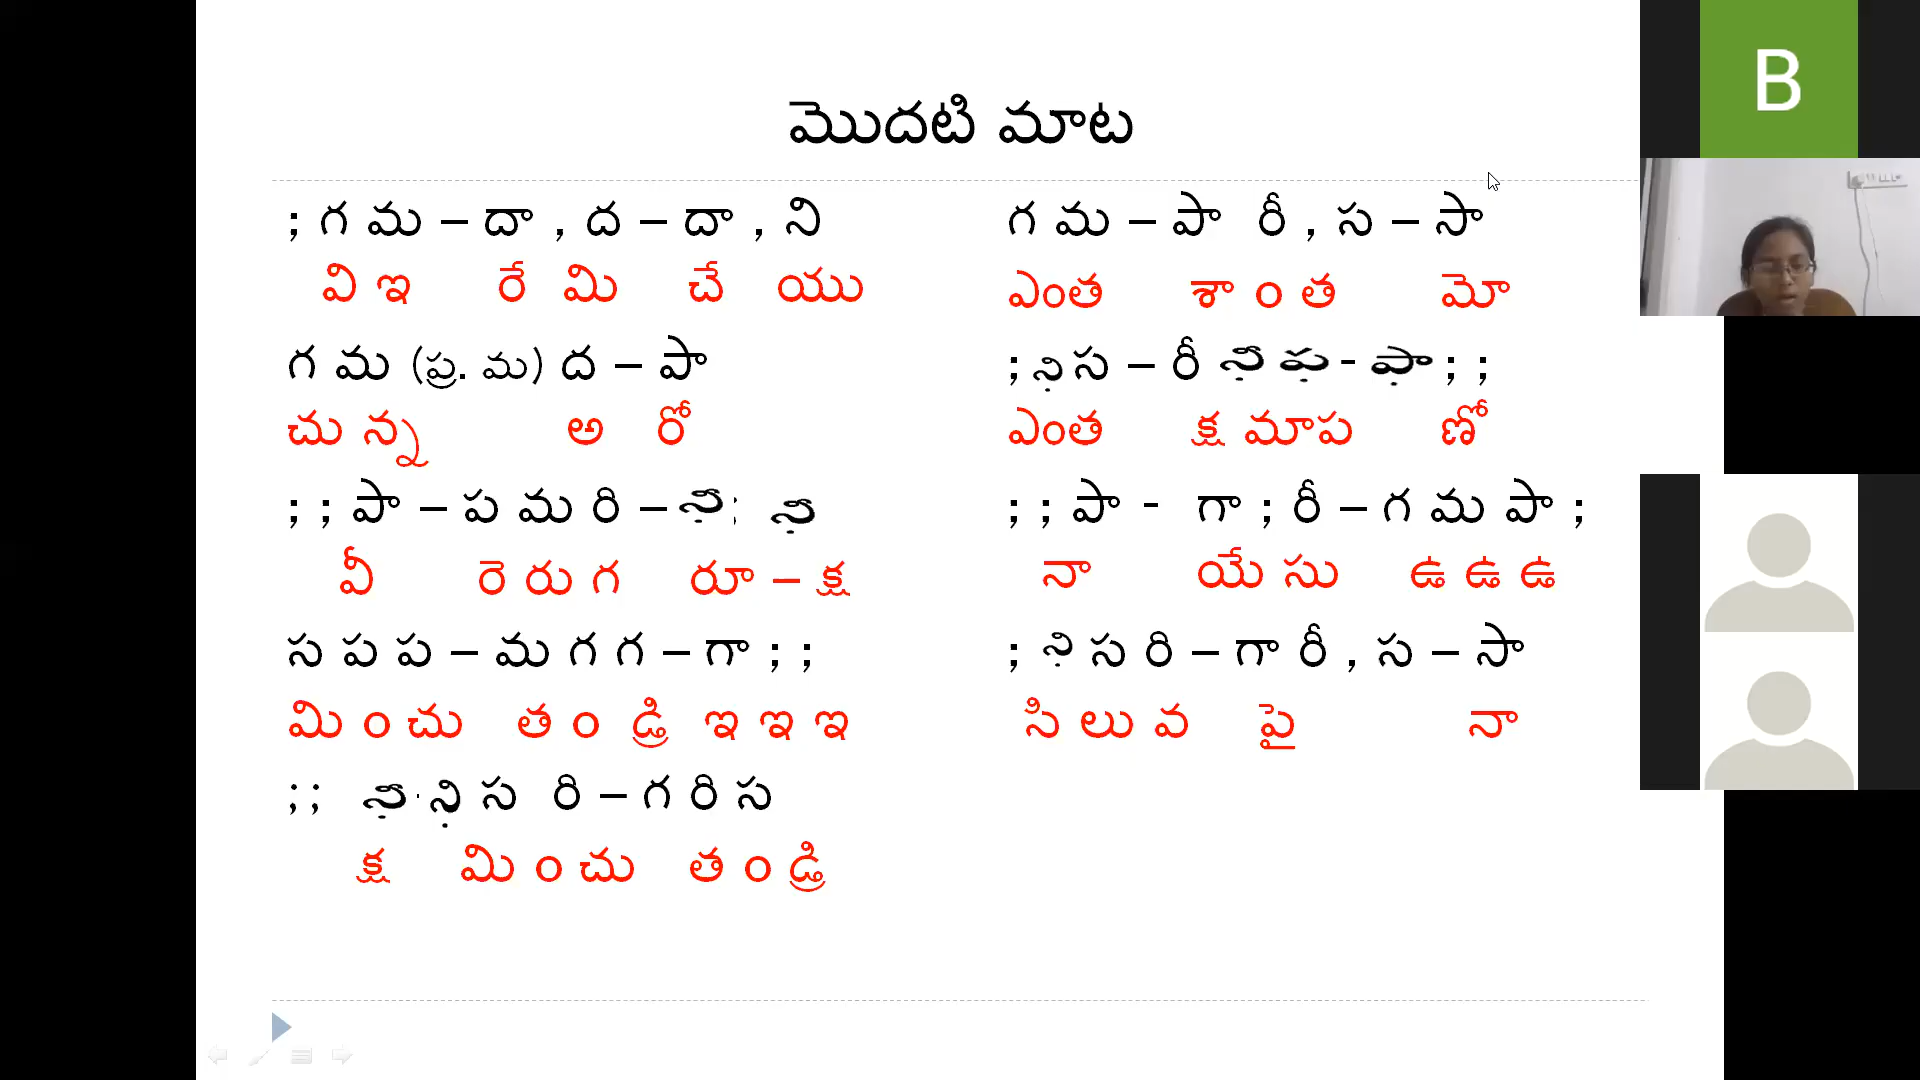 మొదటి మాట
; గ మ – దా , ద – దా , ని
వి ఇ రే మి చే యు
గ మ (ప్ర. మ) ద – పా
చు న్న అ రో
; ; పా – ప మ రి – ని ; ని
వీ రె రు గ రూ – క్ష
స ప ప – మ గ గ – గా ; ;
మి ం చు త ం డ్రి ఇ ఇ ఇ
; ; ని ని స రి – గ రి స
క్ష మి ం చు త ం డ్రి
గ మ – పా రీ , స – సా
ఎంత శా ం త మో
; ని స – రీ ని ప - పా ; ;
ఎంత క్ష మాప ణో
; ; పా - గా ; రీ – గ మ పా ;
నా యే సు ఉ ఉ ఉ
; ని స రి – గా రీ , స – సా
సి లు వ పై నా
B